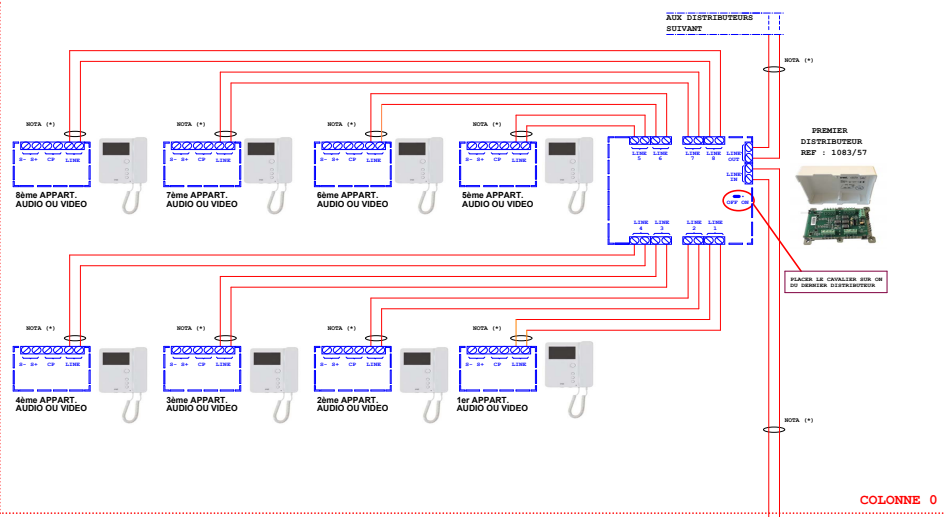 AUX DISTRIBUTEURS
SUIVANT
NOTA (*)
PREMIER
DISTRIBUTEUR
REF : 1083/57
NOTA (*) NOTA (*) NOTA (*) NOTA (*)
S- S+ CP LINE
S- S+ CP LINE
S- S+ CP LINE
S- S+ CP LINE
8ème APPART.
AUDIO OU VIDEO
7ème APPART.
AUDIO OU VIDEO
6ème APPART.
AUDIO OU VIDEO
5ème APPART.
AUDIO OU VIDEO
LINE 5
LINE 6
LINE 7
LINE 8
LINE OUT
LINE IN
OFF ON
LINE 4
LINE 3
LINE 2
LINE 1
PLACER LE CAVALIER SUR ON
DU DERNIER DISTRIBUTEUR
NOTA (*) NOTA (*) NOTA (*) NOTA (*)
S- S+ CP LINE
S- S+ CP LINE
S- S+ CP LINE
S- S+ CP LINE
4ème APPART.
AUDIO OU VIDEO
3ème APPART.
AUDIO OU VIDEO
2ème APPART.
AUDIO OU VIDEO
1er APPART.
AUDIO OU VIDEO
NOTA (*)
COLONNE 0